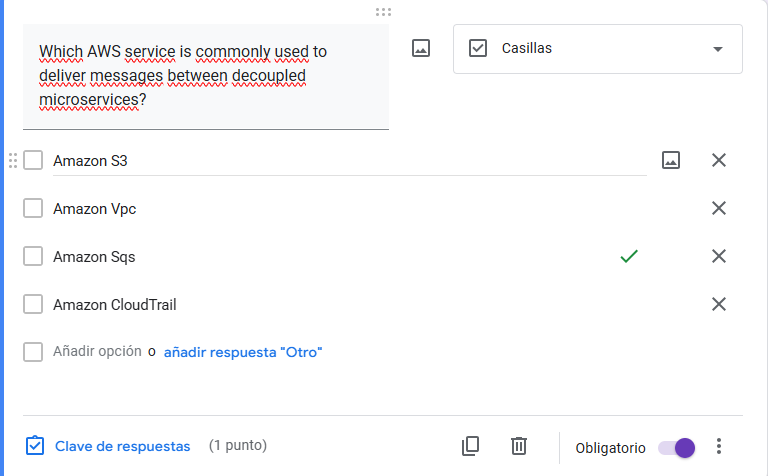 Which AWS service is commonly used to
deliver messages between decoupled
microservices?
Casillas
Amazon S3
Amazon Vpc
Amazon Sqs
Amazon CloudTrail
Añadir opción o añadir respuesta "Otro"
Clave de respuestas (1 punto)
Obligatorio